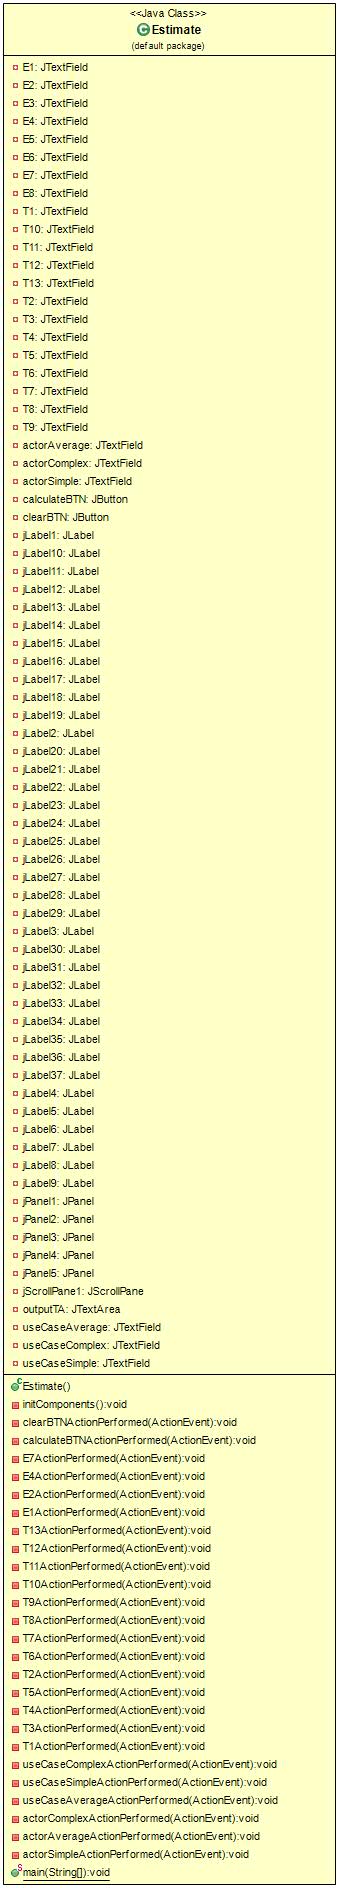 <<Java Class>>
Estimate
(default package)
E1: JTextField
E2: JTextField
E3: JTextField
E4: JTextField
E5: JTextField
E6: JTextField
E7: JTextField
E8: JTextField
T1: JTextField
T10: JTextField
T11: JTextField
T12: JTextField
T13: JTextField
T2: JTextField
T3: JTextField
T4: JTextField
T5: JTextField
T6: JTextField
T7: JTextField
T8: JTextField
T9: JTextField
actorAverage: JTextField
actorComplex: JTextField
actorSimple: JTextField
calculateBTN: JButton
clearBTN: JButton
jLabel1: JLabel
jLabel10: JLabel
jLabel11: JLabel
jLabel12: JLabel
jLabel13: JLabel
jLabel14: JLabel
jLabel15: JLabel
jLabel16: JLabel
jLabel17: JLabel
jLabel18: JLabel
jLabel19: JLabel
jLabel2: JLabel
jLabel20: JLabel
jLabel21: JLabel
jLabel22: JLabel
jLabel23: JLabel
jLabel24: JLabel
jLabel25: JLabel
jLabel26: JLabel
jLabel27: JLabel
jLabel28: JLabel
jLabel29: JLabel
jLabel3: JLabel
jLabel30: JLabel
jLabel31: JLabel
jLabel32: JLabel
jLabel33: JLabel
jLabel34: JLabel
jLabel35: JLabel
jLabel36: JLabel
jLabel37: JLabel
jLabel4: JLabel
jLabel5: JLabel
jLabel6: JLabel
jLabel7: JLabel
jLabel8: JLabel
jLabel9: JLabel
jPanel1: JPanel
jPanel2: JPanel
jPanel3: JPanel
jPanel4: JPanel
jPanel5: JPanel
jScrollPane1: JScrollPane
outputTA: JTextArea
useCaseAverage: JTextField
useCaseComplex: JTextField
useCaseSimple: JTextField
Estimate()
initComponents():void
clearBTNActionPerformed(ActionEvent):void
calculateBTNActionPerformed(ActionEvent):void
E7ActionPerformed(ActionEvent):void
E4ActionPerformed(ActionEvent):void
E2ActionPerformed(ActionEvent):void
E1ActionPerformed(ActionEvent):void
T13ActionPerformed(ActionEvent):void
T12ActionPerformed(ActionEvent):void
T11ActionPerformed(ActionEvent):void
T10ActionPerformed(ActionEvent):void
T9ActionPerformed(ActionEvent):void
T8ActionPerformed(ActionEvent):void
T7ActionPerformed(ActionEvent):void
T6ActionPerformed(ActionEvent):void
T2ActionPerformed(ActionEvent):void
T5ActionPerformed(ActionEvent):void
T4ActionPerformed(ActionEvent):void
T3ActionPerformed(ActionEvent):void
T1ActionPerformed(ActionEvent):void
useCaseComplexActionPerformed(ActionEvent):void
useCaseSimpleActionPerformed(ActionEvent):void
useCaseAverageActionPerformed(ActionEvent):void
actorComplexActionPerformed(ActionEvent):void
actorAverageActionPerformed(ActionEvent):void
actorSimpleActionPerformed(ActionEvent):void
main(String[]):void